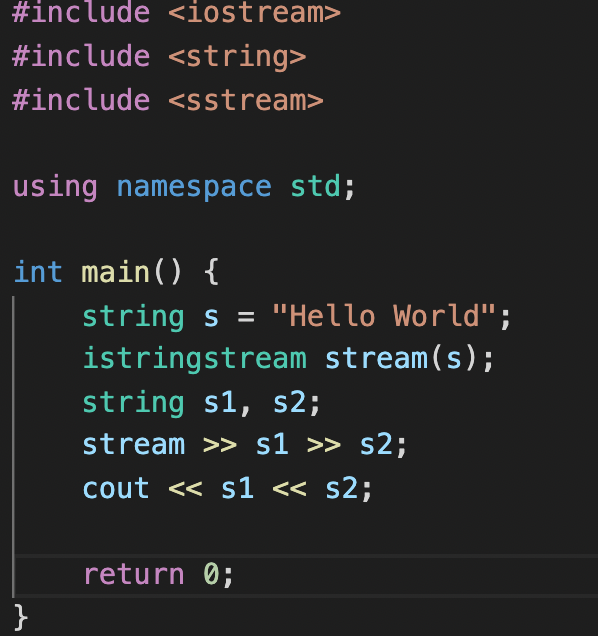 #include <iostream>
#include <string>
#include <sstream>
using namespace std;
int main() {
string s = "Hello World";
istringstream stream(s);
string s1, s2;
stream >> s1 >> s2;
cout << s1 << s2;
return 0;
}